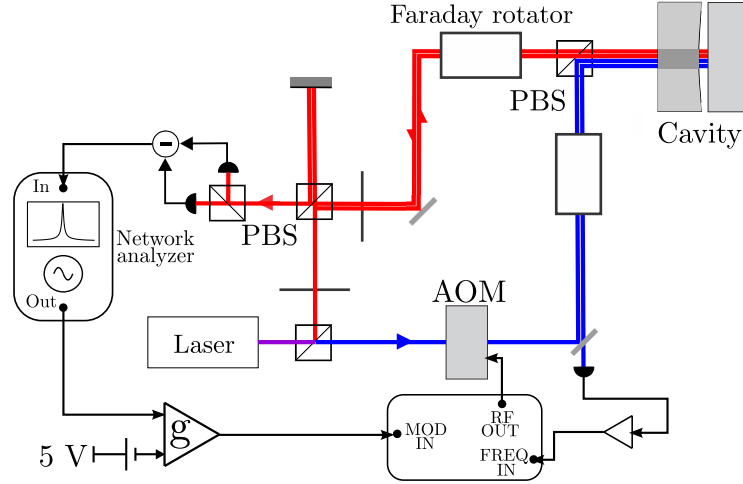 Faraday rotator
PBS
Cavity
In
Network
analyzer
Out
PBS
AOM
Laser
5 V
g
MOD
IN
RF
OUT
FREQ
IN